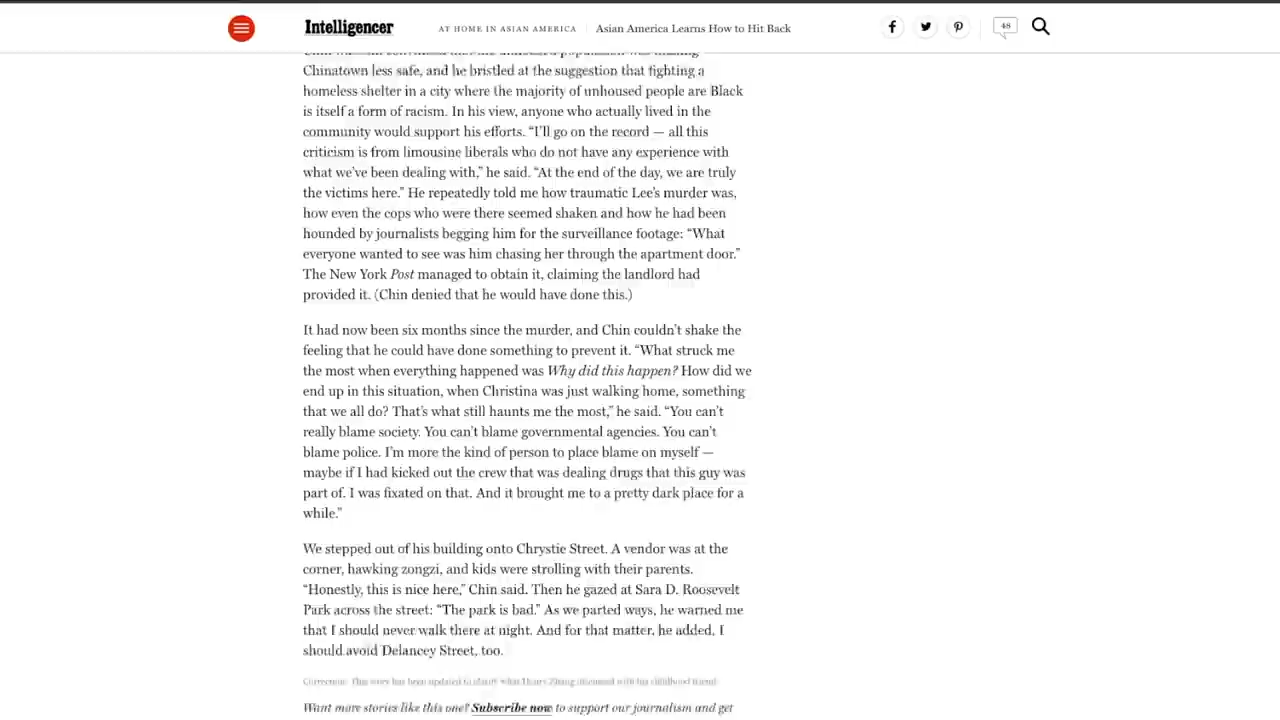 Intelligencer
AT HOME IN ASIAN AMERICA
Asian America Learns How to Hit Back
48
Chinatown less safe, and he bristled at the suggestion that fighting a
homeless shelter in a city where the majority of unhoused people are Black
is itself a form of racism. In his view, anyone who actually lived in the
community would support his efforts. “I’ll go on the record — all this
criticism is from limousine liberals who do not have any experience with
what we’ve been dealing with,” he said. “At the end of the day, we are truly
the victims here.” He repeatedly told me how traumatic Lee’s murder was,
how even the cops who were there seemed shaken and how he had been
hounded by journalists begging him for the surveillance footage: “What
everyone wanted to see was him chasing her through the apartment door.”
The New York Post managed to obtain it, claiming the landlord had
provided it. (Chin denied that he would have done this.)
It had now been six months since the murder, and Chin couldn’t shake the
feeling that he could have done something to prevent it. “What struck me
the most when everything happened was Why did this happen? How did we
end up in this situation, when Christina was just walking home, something
that we all do? That’s what still haunts me the most,” he said. “You can’t
really blame society. You can’t blame governmental agencies. You can’t
blame police. I’m more the kind of person to place blame on myself —
maybe if I had kicked out the crew that was dealing drugs that this guy was
part of. I was fixated on that. And it brought me to a pretty dark place for a
while.”
We stepped out of his building onto Chrystie Street. A vendor was at the
corner, hawking zongzi, and kids were strolling with their parents.
“Honestly, this is nice here,” Chin said. Then he gazed at Sara D. Roosevelt
Park across the street: “The park is bad.” As we parted ways, he warned me
that I should never walk there at night. And for that matter, he added, I
should avoid Delancey Street, too.
Correction: This story has been updated to clarify what Henry Zhang discussed with his childhood friend.
Want more stories like this one? Subscribe now to support our journalism and get